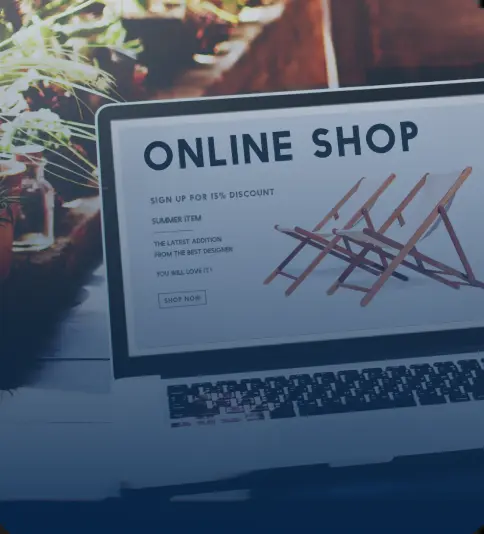 ONLINE SHOP
SIGN UP FOR 15% DISCOUNT
SUMMER ITEM
THE LATEST ADDITION
FROM THE BEST DESIGNER
YOU WILL LOVE IT!
SHOP NOW